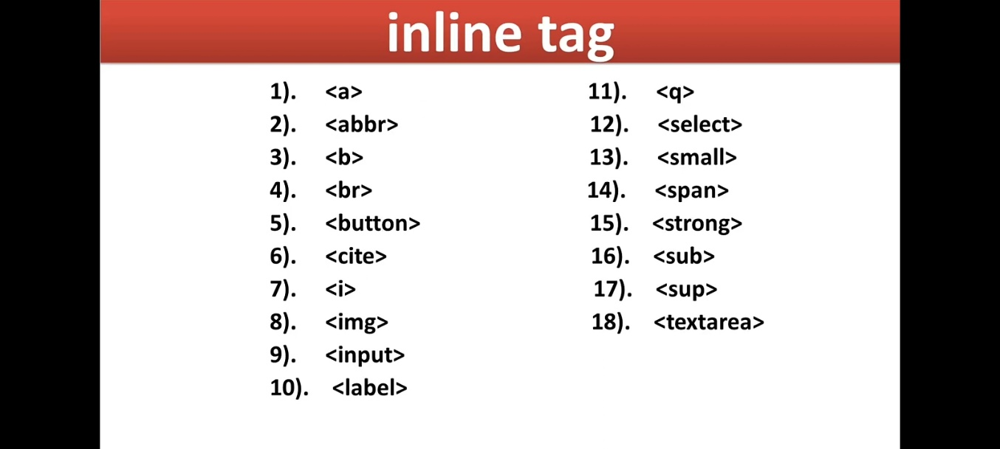 inline tag
1). <a>
2). <abbr>
3). <b>
4). <br>
5). <button>
6). <cite>
7). <i>
8). <img>
9). <input>
10). <label>
11). <q>
12). <select>
13). <small>
14). <span>
15). <strong>
16). <sub>
17). <sup>
18). <textarea>